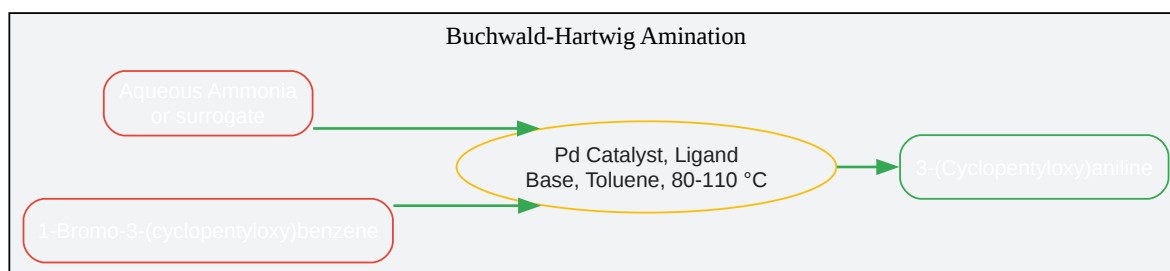 Buchwald-Hartwig Amination
Aqueous Ammonia
or surrogate
Pd Catalyst, Ligand
Base, Toluene, 80-110 °C
3-(Cyclopentyloxy)aniline
1-Bromo-3-(cyclopentyloxy)benzene